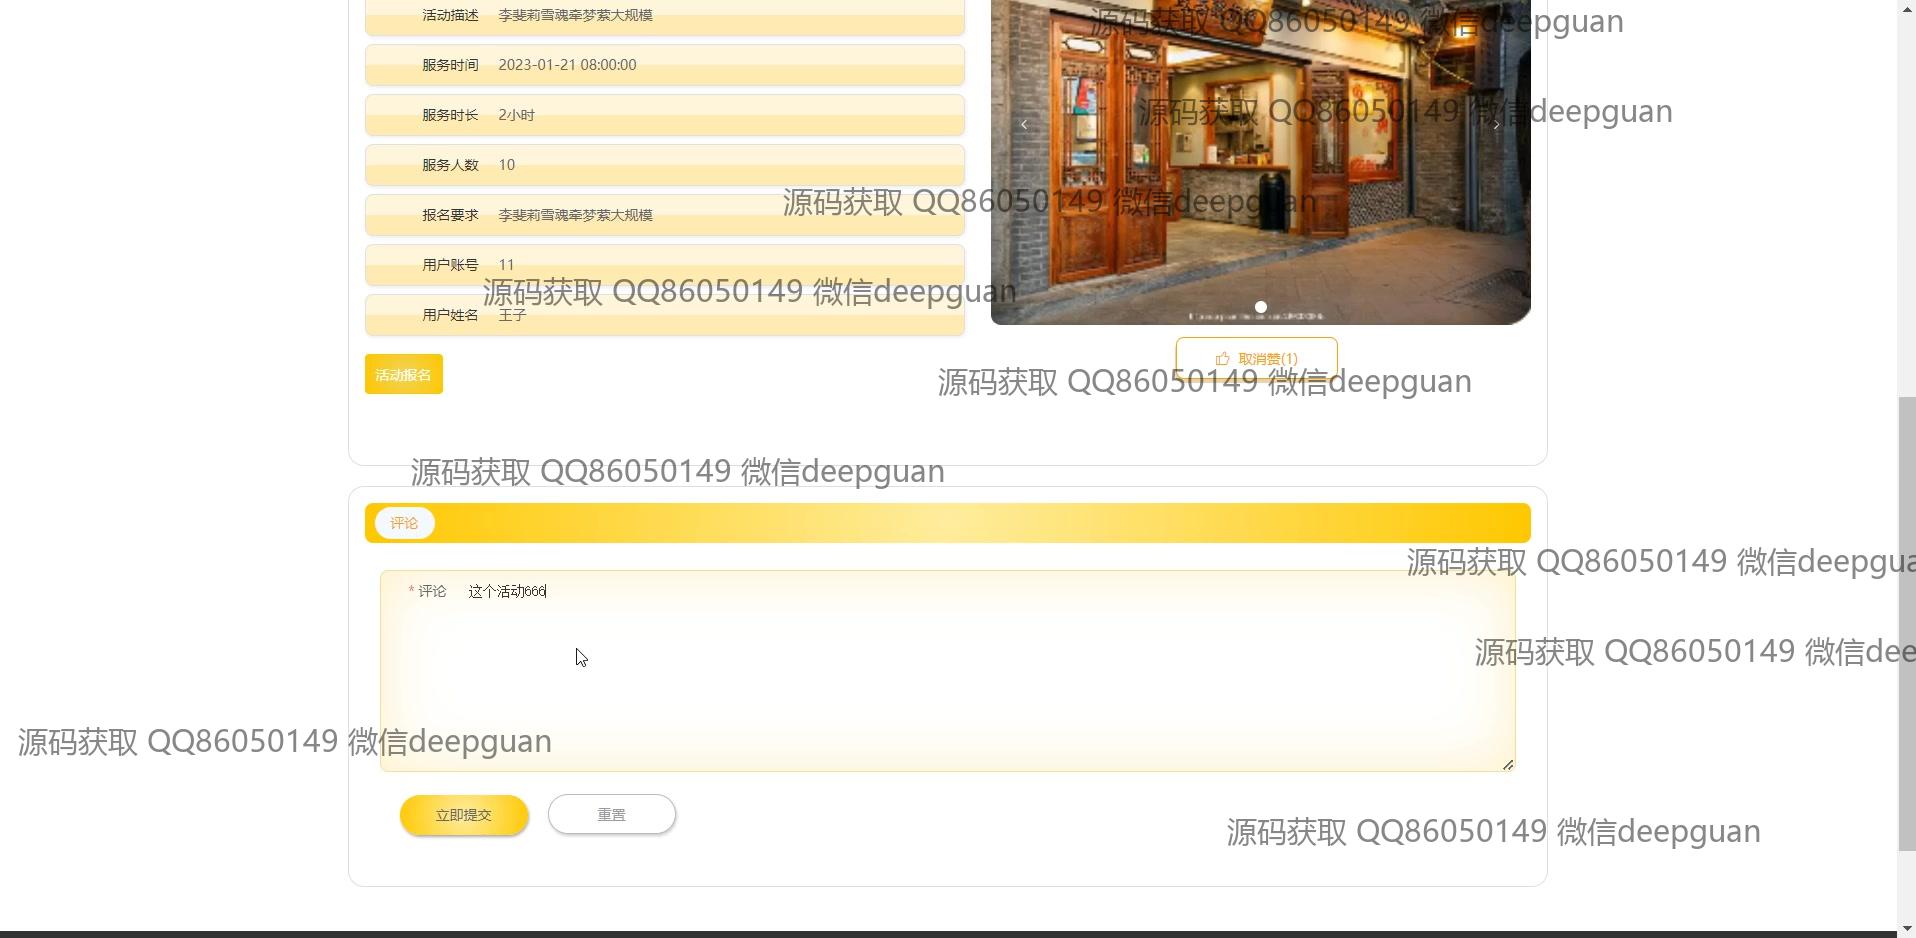 活动描述 李斐莉雪魂牵梦萦大规模
服务时间 2023-01-21 08:00:00
服务时长 2小时
服务人数 10
报名要求 李斐莉雪魂牵梦萦大规模
用户账号 11
用户姓名 王子
活动报名
取消赞(1)
评论
* 评论 这个活动666
立即提交
重置
源码获取 QQ86050149 微信deepguan
源码获取 QQ86050149 微信deepguan
源码获取 QQ86050149 微信deepguan
源码获取 QQ86050149 微信deepguan
源码获取 QQ86050149 微信deepguan
源码获取 QQ86050149 微信deepguan
源码获取 QQ86050149 微信deepgua
源码获取 QQ86050149 微信dee
源码获取 QQ86050149 微信deepguan
源码获取 QQ86050149 微信deepguan